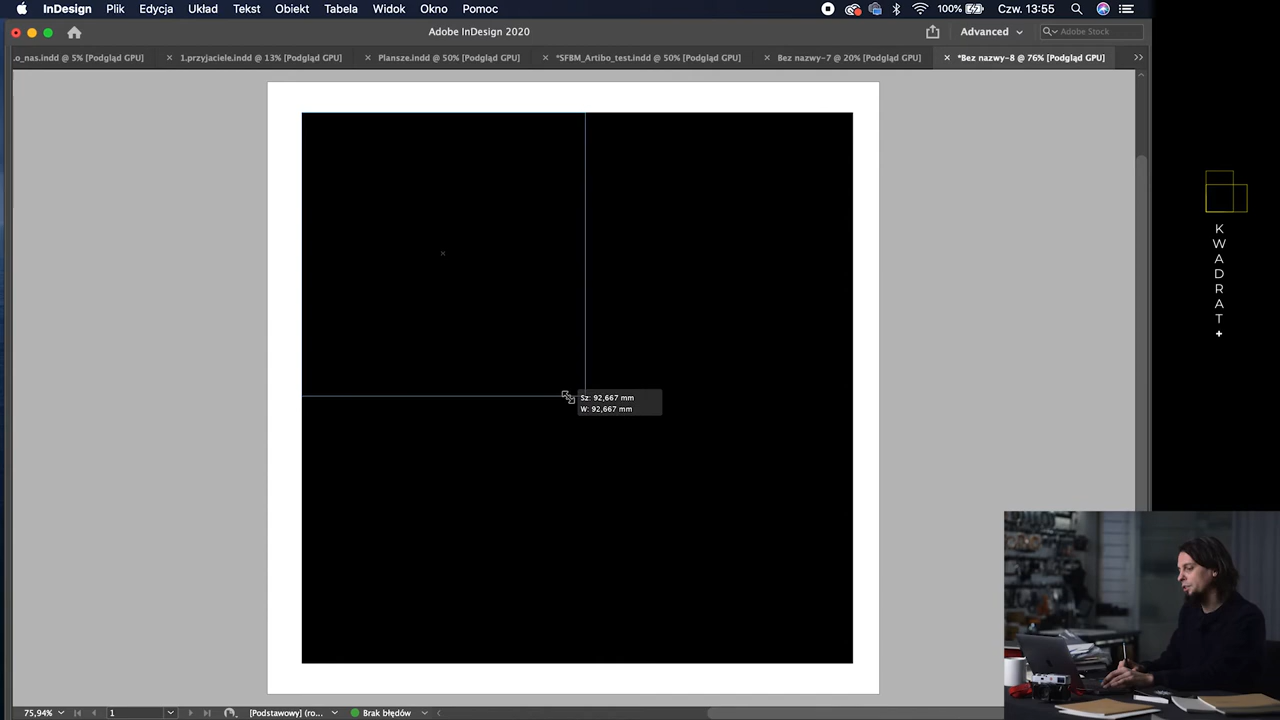 InDesign Plik Edycja Układ Tekst Obiekt Tabela Widok Okno Pomoc 100% Czw. 13:55
Adobe InDesign 2020 Advanced Adobe Stock
.o_nas.indd @ 5% [Podgląd GPU] × 1.przyjaciele.indd @ 13% [Podgląd GPU] × Plansze.indd @ 50% [Podgląd GPU] × *SFBM_Artibo_test.indd @ 50% [Podgląd GPU] × Bez nazwy-7 @ 20% [Podgląd GPU] × *Bez nazwy-8 @ 76% [Podgląd GPU] >>
Sz: 92,667 mm
W: 92,667 mm
K
W
A
D
R
A
T
+
75,94% 1 [Podstawowy] (ro... Brak błędów